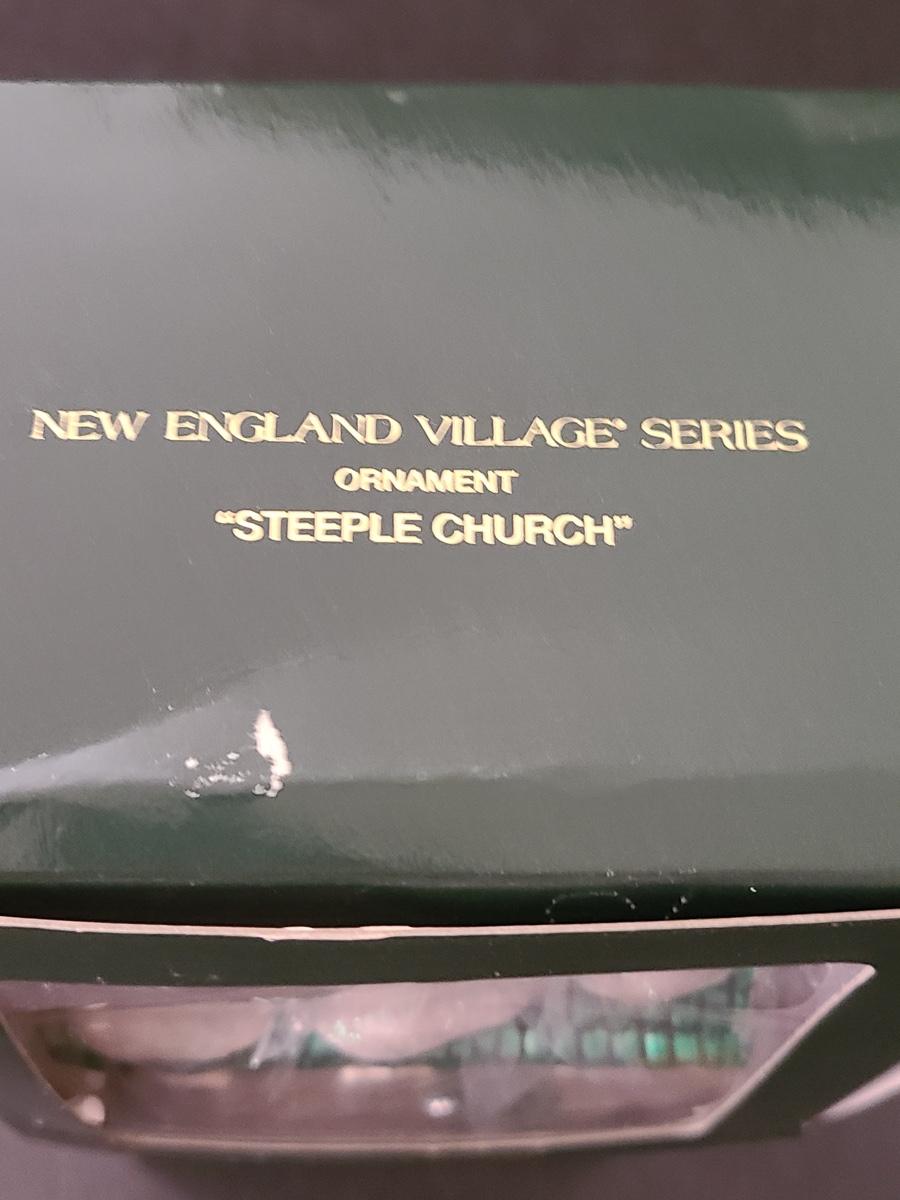 NEW ENGLAND VILLAGE® SERIES
ORNAMENT
“STEEPLE CHURCH”